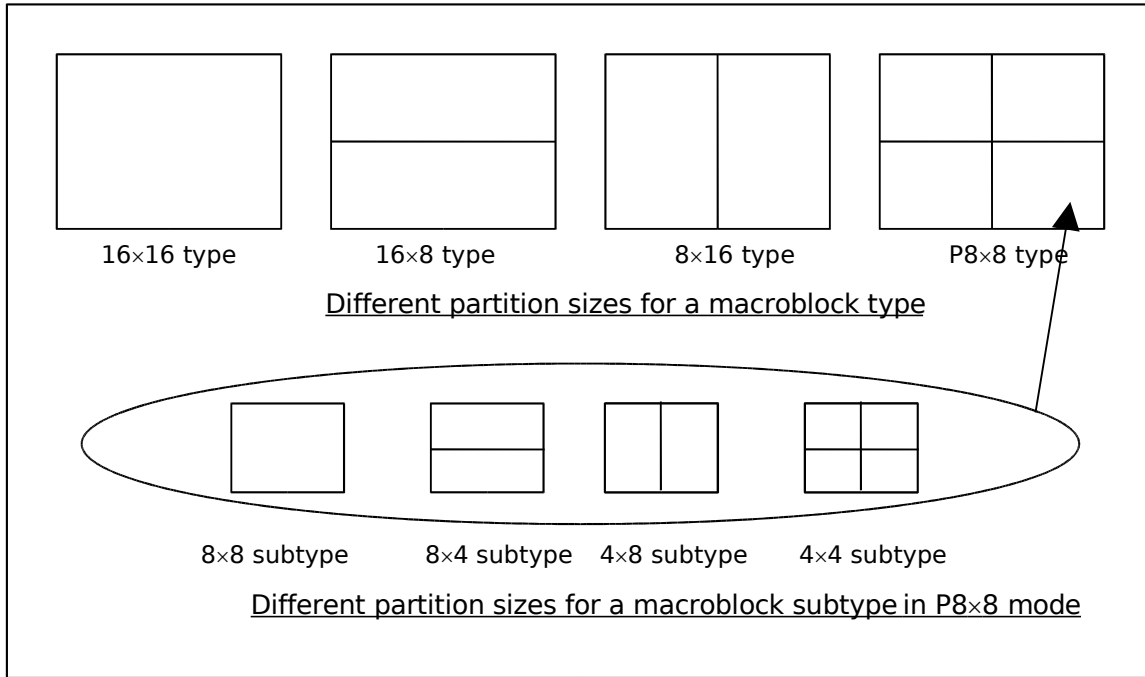 16×16 type
16×8 type
8×16 type
P8×8 type
Different partition sizes for a macroblock type
8×8 subtype
8×4 subtype
4×8 subtype
4×4 subtype
Different partition sizes for a macroblock subtype in P8×8 mode